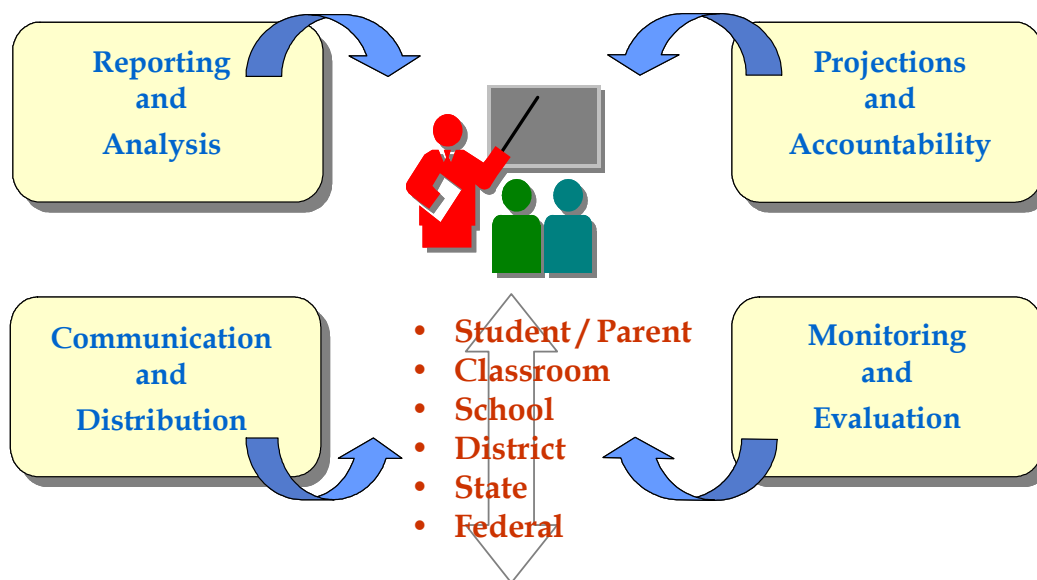 Reporting
and
Analysis
Projections
and
Accountability
Communication
and
Distribution
• Student / Parent
• Classroom
• School
• District
• State
• Federal
Monitoring
and
Evaluation